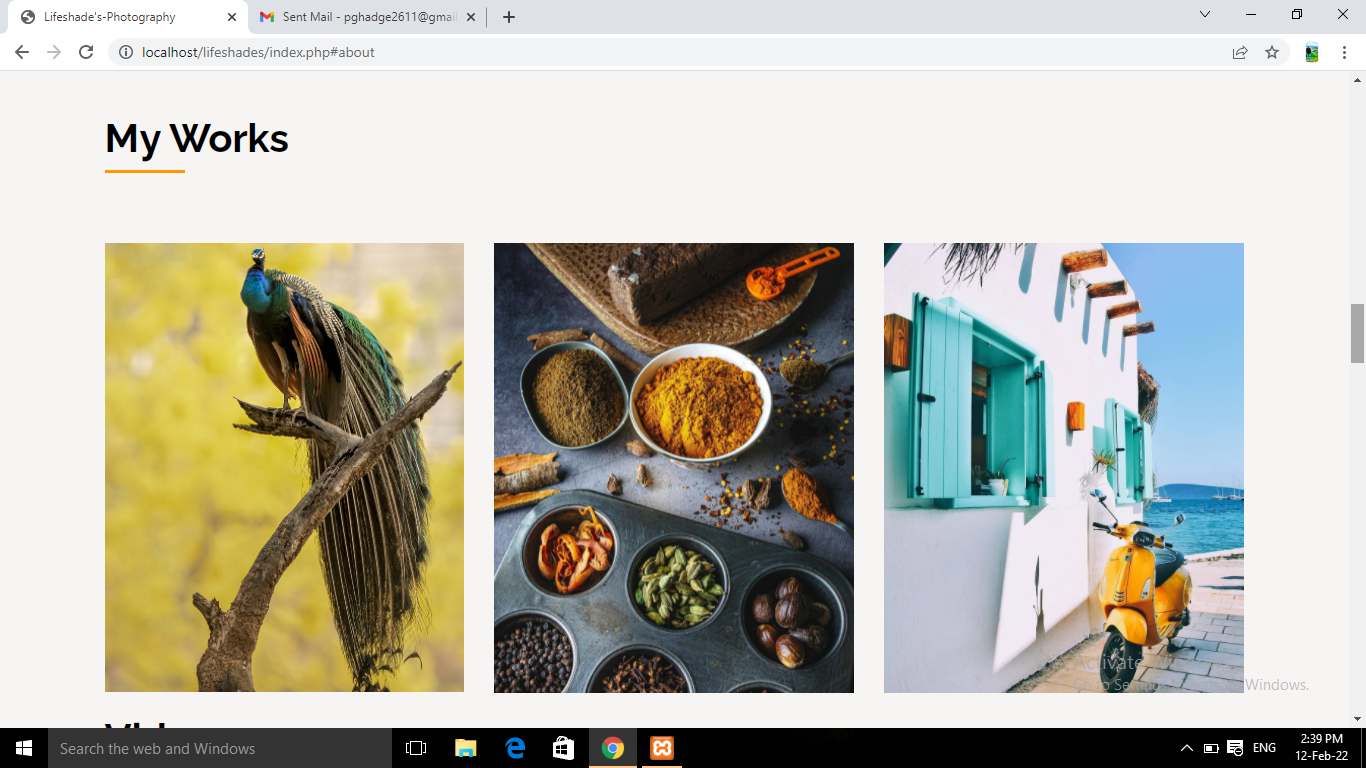 Lifeshade's-Photography
Sent Mail - pghadge2611@gmail
localhost/lifeshades/index.php#about
My Works
Activate
Windows.
Search the web and Windows
ENG
2:39 PM
12-Feb-22